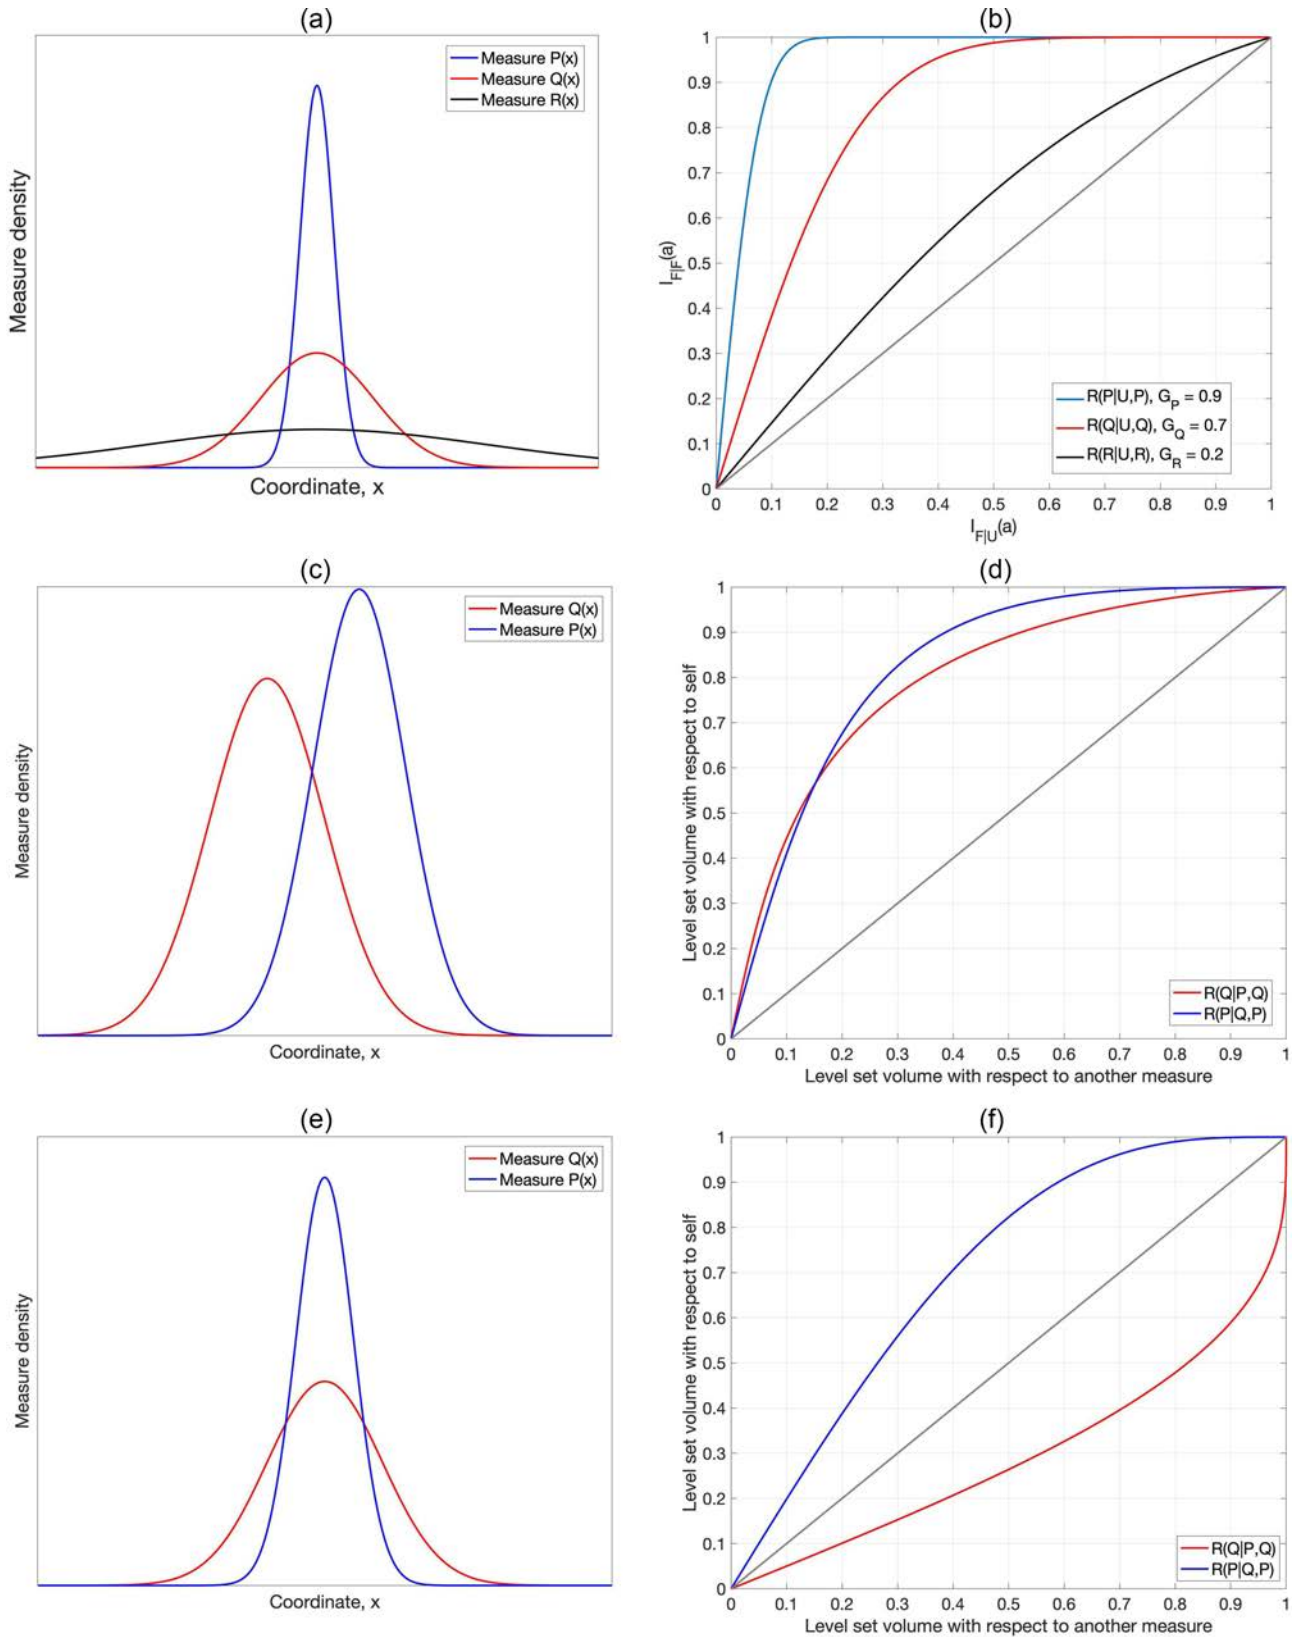 (a)
Measure P(x)
Measure Q(x)
Measure R(x)
Measure density
Coordinate, x
(b)
1
0.9
0.8
0.7
0.6
0.5
0.4
0.3
0.2
0.1
0
I_{F|F}(a)
R(P|U,P), G_P = 0.9
R(Q|U,Q), G_Q = 0.7
R(R|U,R), G_R = 0.2
0 0.1 0.2 0.3 0.4 0.5 0.6 0.7 0.8 0.9 1
I_{F|U}(a)
(c)
Measure Q(x)
Measure P(x)
Measure density
Coordinate, x
(d)
1
0.9
0.8
0.7
0.6
0.5
0.4
0.3
0.2
0.1
0
Level set volume with respect to self
R(Q|P,Q)
R(P|Q,P)
0 0.1 0.2 0.3 0.4 0.5 0.6 0.7 0.8 0.9 1
Level set volume with respect to another measure
(e)
Measure Q(x)
Measure P(x)
Measure density
Coordinate, x
(f)
1
0.9
0.8
0.7
0.6
0.5
0.4
0.3
0.2
0.1
0
Level set volume with respect to self
R(Q|P,Q)
R(P|Q,P)
0 0.1 0.2 0.3 0.4 0.5 0.6 0.7 0.8 0.9 1
Level set volume with respect to another measure